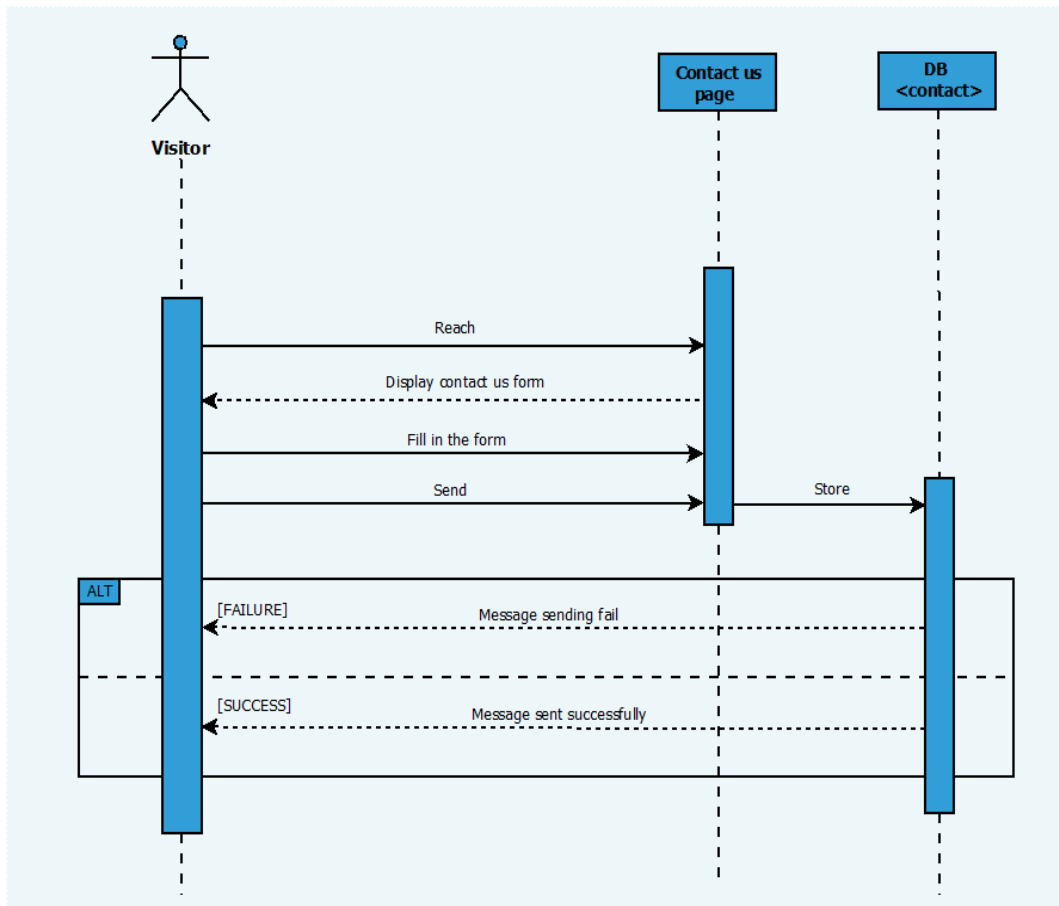 Contact us
page
DB
<contact>
Visitor
Reach
Display contact us form
Fill in the form
Send
Store
ALT
[FAILURE]
Message sending fail
[SUCCESS]
Message sent successfully